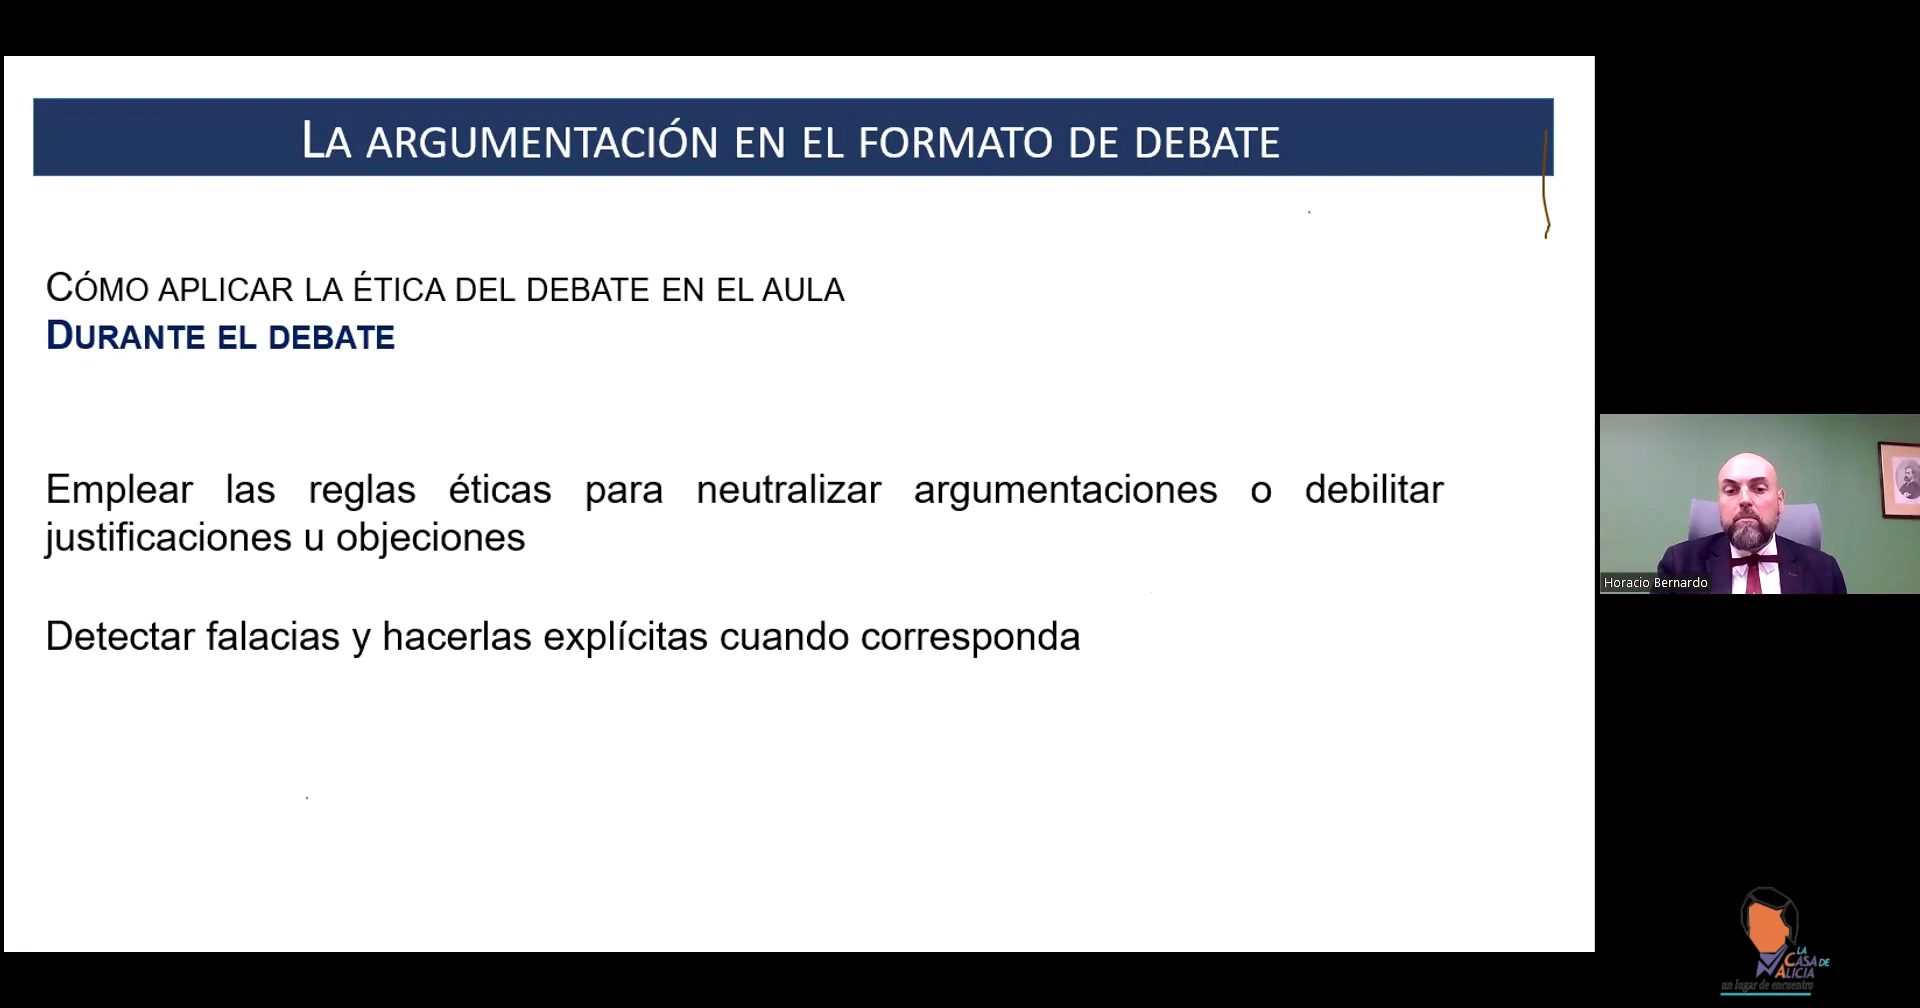 LA ARGUMENTACIÓN EN EL FORMATO DE DEBATE
CÓMO APLICAR LA ÉTICA DEL DEBATE EN EL AULA
DURANTE EL DEBATE
Emplear las reglas éticas para neutralizar argumentaciones o debilitar
justificaciones u objeciones
Detectar falacias y hacerlas explícitas cuando corresponda
Horacio Bernardo
LA
CASA DE
ALICIA
un lugar de encuentro